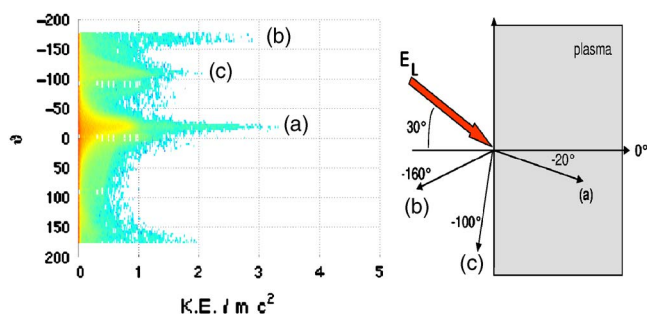 -200
-150
-100
-50
0
50
100
150
200
ϑ
(b)
(c)
(a)
0 1 2 3 4 5
K.E. / m c²
E_L
plasma
30°
0°
-20°
-160°
(a)
(b)
-100°
(c)